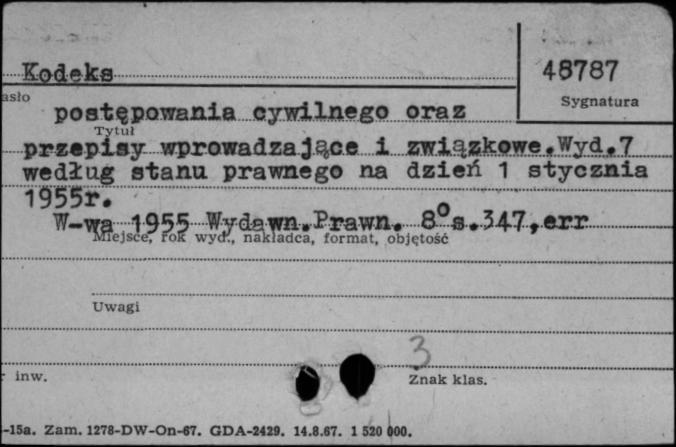 Kodeks
48787
asło
Sygnatura
postępowania cywilnego oraz
Tytuł
przepisy wprowadzające i związkowe.Wyd.7
według stanu prawnego na dzień 1 stycznia
1955r.
W-wa 1955 Wydawn.Prawn. 8°s.347,err
Miejsce, rok wyd., nakładca, format, objętość
Uwagi
3
r inw.
Znak klas.
-15a. Zam. 1278-DW-On-67. GDA-2429. 14.8.67. 1 520 000.